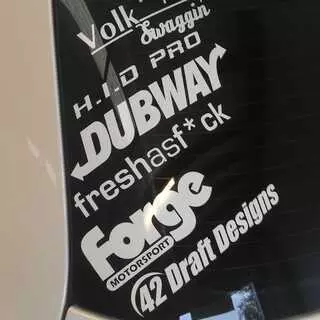 Volk
Swaggin'
H.I.D PRO
DUBWAY
freshasf*ck
Forge
MOTORSPORT
42 Draft Designs